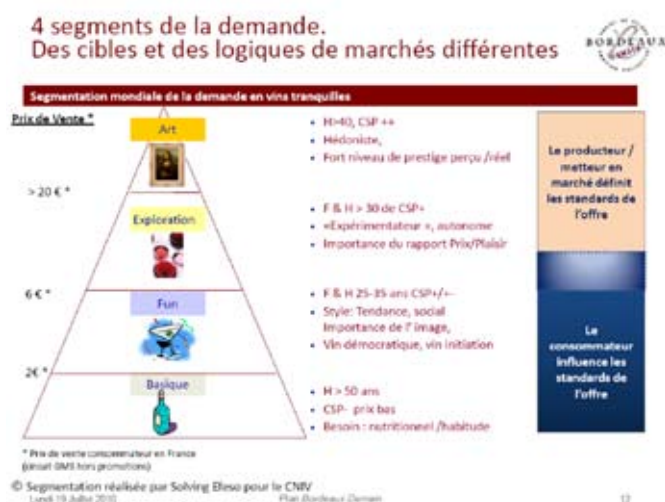 4 segments de la demande.
Des cibles et des logiques de marchés différentes
BORDEAUX
Segmentation mondiale de la demande en vins tranquilles
Prix de Vente *
Art
• H>40, CSP ++
• Hédoniste,
• Fort niveau de prestige perçu /réel
> 20 € *
Exploration
• F & H > 30 de CSP+
• «Expérimentateur », autonome
• Importance du rapport Prix/Plaisir
6 € *
Fun
• F & H 25-35 ans CSP+/+-
• Style: Tendance, social
Importance de l' image,
• Vin démocratique, vin initiation
2€ *
Basique
• H > 50 ans
• CSP- prix bas
• Besoin : nutritionnel /habitude
Le producteur /
metteur en
marché définit
les standards de
l'offre
Le
consommateur
influence les
standards de
l'offre
* Prix de vente consommateur en France
(circuit GMS hors promotions)
© Segmentation réalisée par Solving Efeso pour le CNIV
Lundi 19 Juillet 2010
Plan Bordeaux Demain